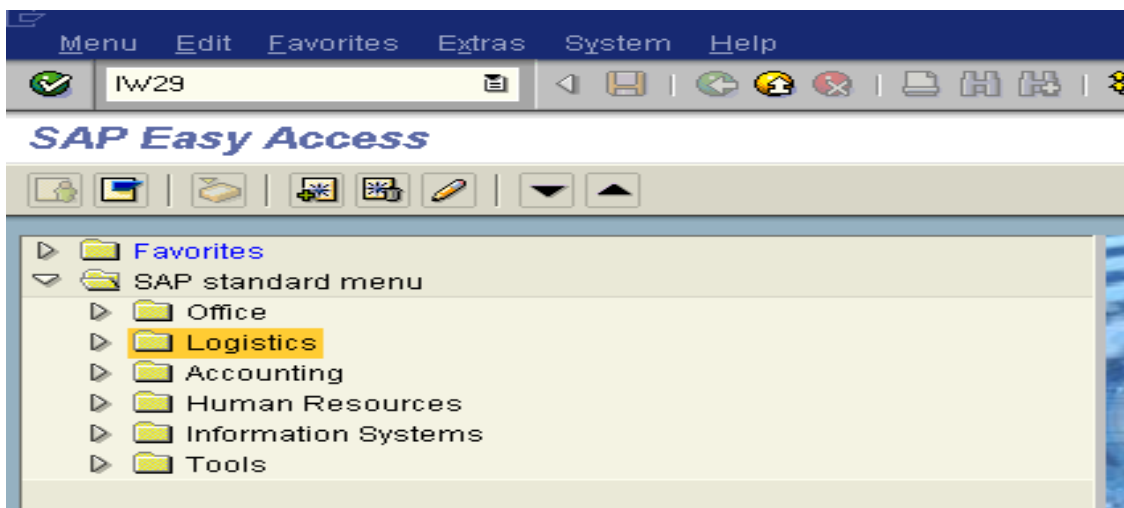 Menu Edit Favorites Extras System Help
IW29
SAP Easy Access
Favorites
SAP standard menu
Office
Logistics
Accounting
Human Resources
Information Systems
Tools